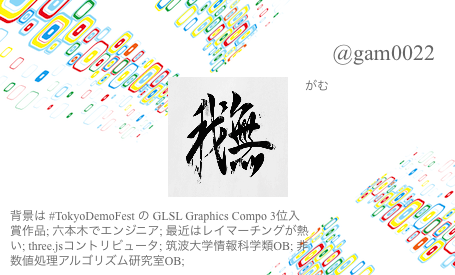 @gam0022
がむ
我無
背景は #TokyoDemoFest の GLSL Graphics Compo 3位入
賞作品; 六本木でエンジニア; 最近はレイマーチングが熱
い; three.jsコントリビュータ; 筑波大学情報科学類OB; 非
数値処理アルゴリズム研究室OB;